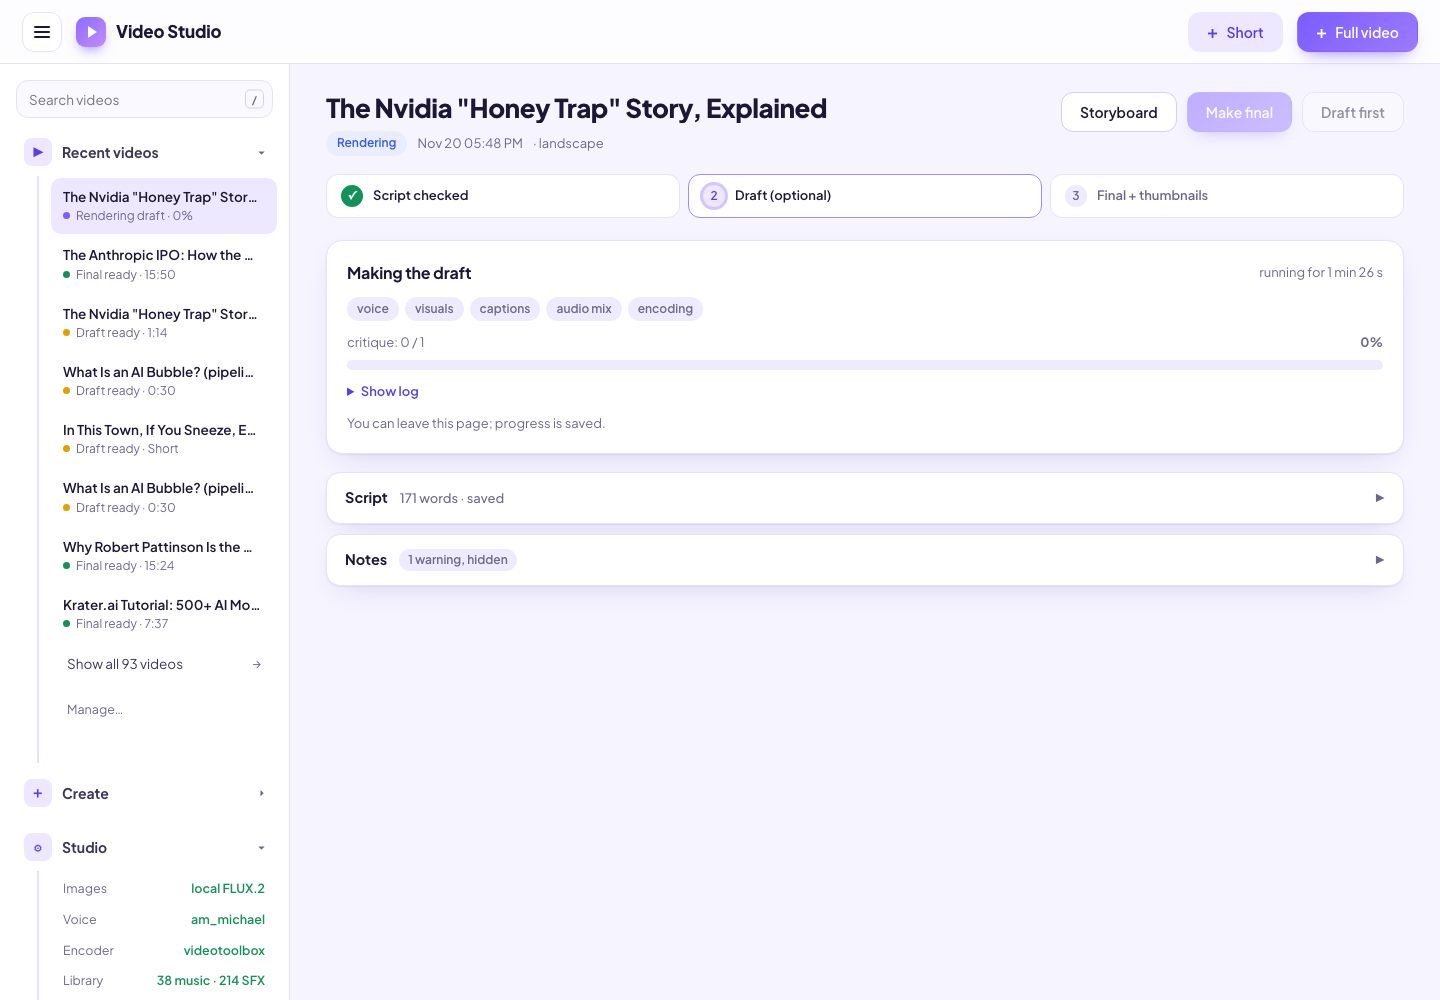 Video Studio
+ Short
+ Full video
Search videos
/
Recent videos
The Nvidia "Honey Trap" Stor…
Rendering draft · 0%
The Anthropic IPO: How the …
Final ready · 15:50
The Nvidia "Honey Trap" Stor…
Draft ready · 1:14
What Is an AI Bubble? (pipeli…
Draft ready · 0:30
In This Town, If You Sneeze, E…
Draft ready · Short
What Is an AI Bubble? (pipeli…
Draft ready · 0:30
Why Robert Pattinson Is the …
Final ready · 15:24
Krater.ai Tutorial: 500+ AI Mo…
Final ready · 7:37
Show all 93 videos →
Manage…
+ Create
Studio
Images local FLUX.2
Voice am_michael
Encoder videotoolbox
Library 38 music · 214 SFX
The Nvidia "Honey Trap" Story, Explained
Rendering Nov 20 05:48 PM · landscape
Storyboard
Make final
Draft first
✓ Script checked
2 Draft (optional)
3 Final + thumbnails
Making the draft
running for 1 min 26 s
voice visuals captions audio mix encoding
critique: 0 / 1
0%
Show log
You can leave this page; progress is saved.
Script 171 words · saved
Notes 1 warning, hidden